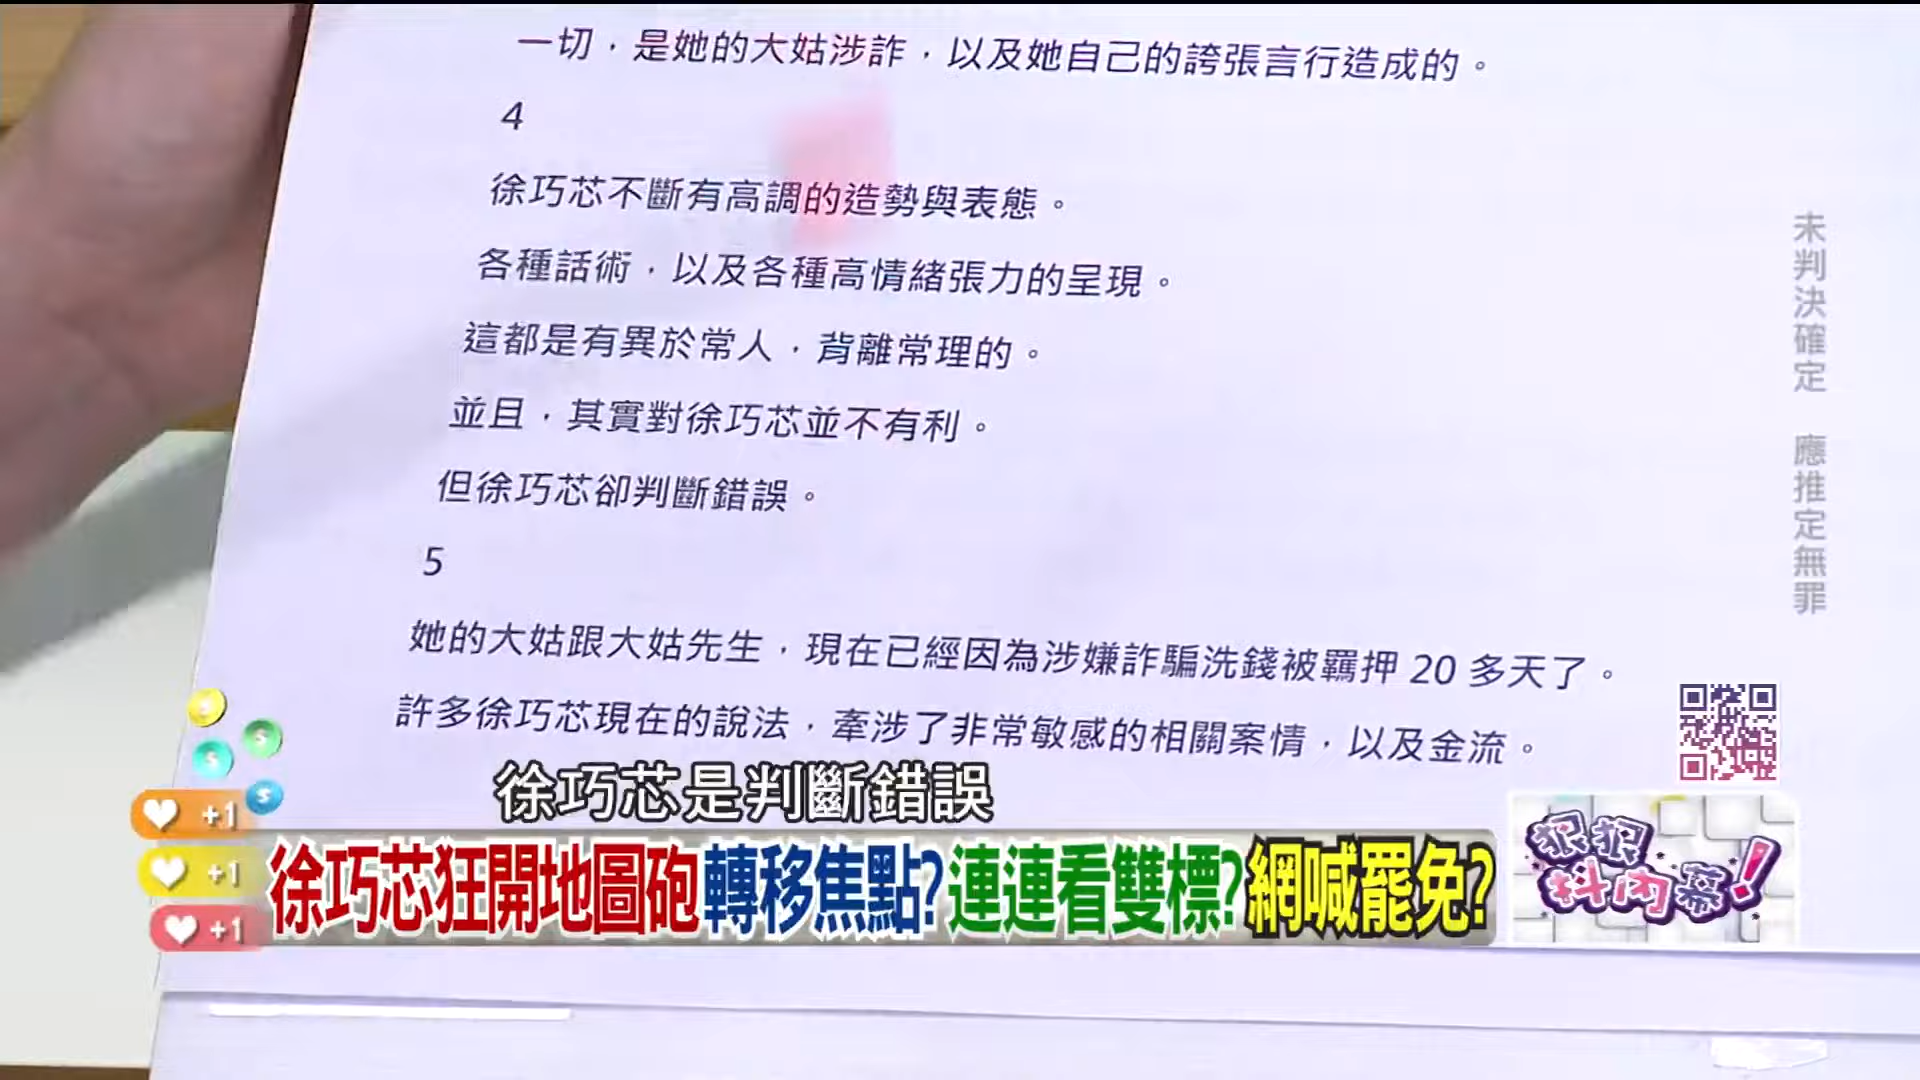 一切，是她的大姑涉詐，以及她自己的誇張言行造成的。
4
徐巧芯不斷有高調的造勢與表態。
各種話術，以及各種高情緒張力的呈現。
這都是有異於常人，背離常理的。
並且，其實對徐巧芯並不有利。
但徐巧芯卻判斷錯誤。
5
她的大姑跟大姑先生，現在已經因為涉嫌詐騙洗錢被羈押 20 多天了。
許多徐巧芯現在的說法，牽涉了非常敏感的相關案情，以及金流。
未判決確定 應推定無罪
徐巧芯是判斷錯誤
徐巧芯狂開地圖砲轉移焦點?連連看雙標?網喊罷免?
+1
+1
+1
狠狠
抖內幕!
S
S
S
S